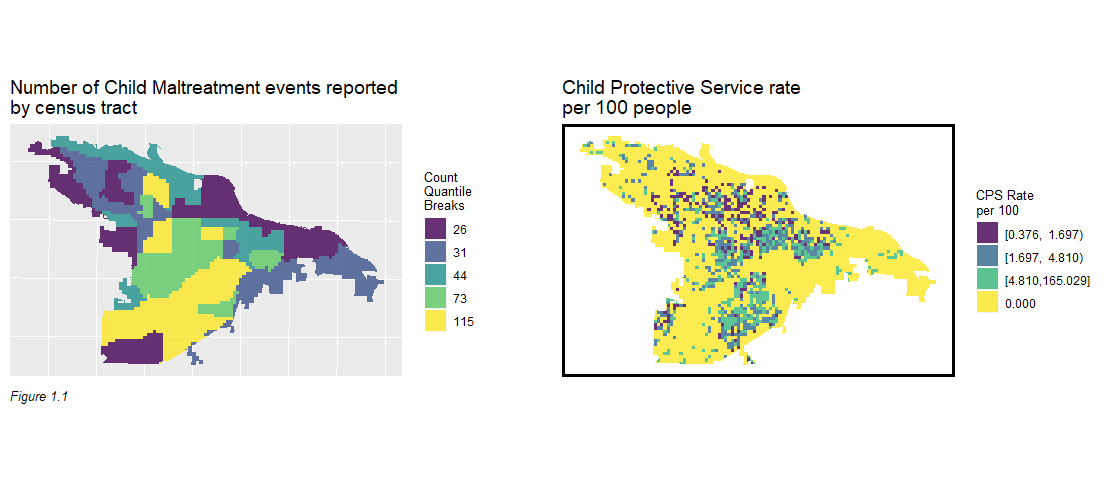 Number of Child Maltreatment events reported
by census tract
Count
Quantile
Breaks
26
31
44
73
115
Figure 1.1
Child Protective Service rate
per 100 people
CPS Rate
per 100
[0.376, 1.697)
[1.697, 4.810)
[4.810,165.029]
0.000